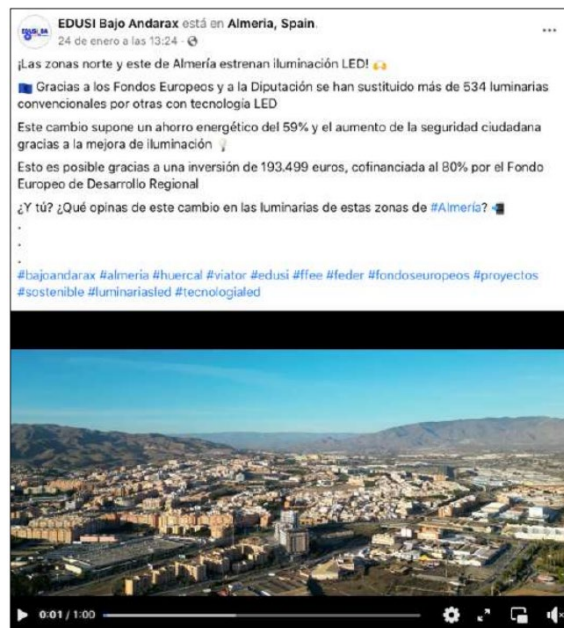 EDUSI_BA
EDUSI Bajo Andarax está en Almeria, Spain.
24 de enero a las 13:24 ·
¡Las zonas norte y este de Almería estrenan iluminación LED! 🙌
🇪🇺 Gracias a los Fondos Europeos y a la Diputación se han sustituido más de 534 luminarias
convencionales por otras con tecnología LED
Este cambio supone un ahorro energético del 59% y el aumento de la seguridad ciudadana
gracias a la mejora de iluminación 💡
Esto es posible gracias a una inversión de 193.499 euros, cofinanciada al 80% por el Fondo
Europeo de Desarrollo Regional
¿Y tú? ¿Qué opinas de este cambio en las luminarias de estas zonas de #Almería? 📲
.
.
.
#bajoandarax #almeria #huercal #viator #edusi #ffee #feder #fondoseuropeos #proyectos
#sostenible #luminariasled #tecnologialed
0:01 / 1:00